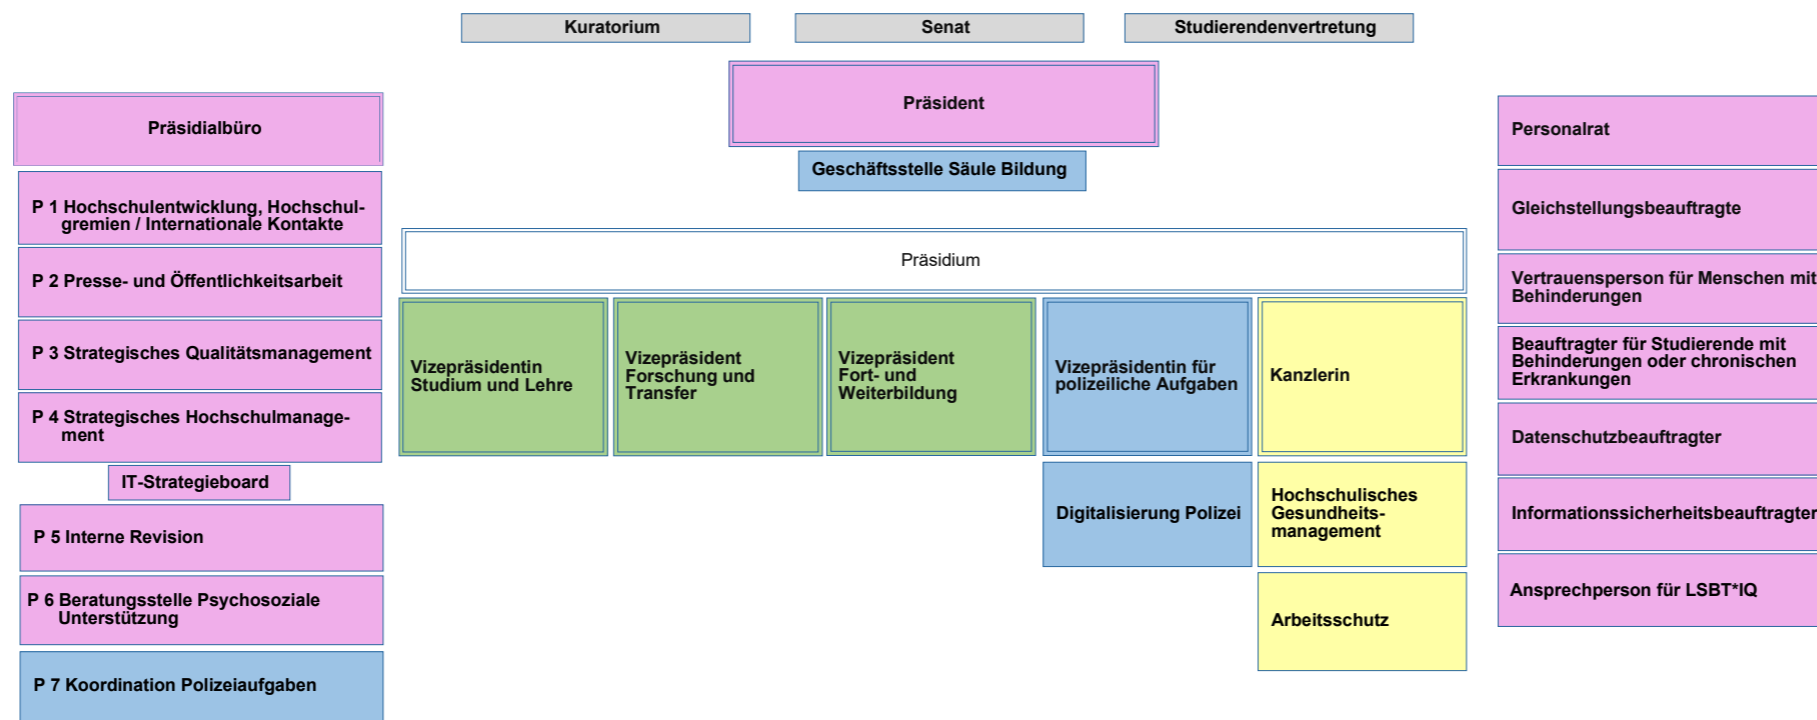 Kuratorium
Senat
Studierendenvertretung
Präsident
Geschäftsstelle Säule Bildung
Präsidialbüro
P 1 Hochschulentwicklung, Hochschul-
gremien / Internationale Kontakte
P 2 Presse- und Öffentlichkeitsarbeit
P 3 Strategisches Qualitätsmanagement
P 4 Strategisches Hochschulmanage-
ment
IT-Strategieboard
P 5 Interne Revision
P 6 Beratungsstelle Psychosoziale
Unterstützung
P 7 Koordination Polizeiaufgaben
Präsidium
Vizepräsidentin
Studium und Lehre
Vizepräsident
Forschung und
Transfer
Vizepräsident
Fort- und
Weiterbildung
Vizepräsidentin für
polizeiliche Aufgaben
Kanzlerin
Digitalisierung Polizei
Hochschulisches
Gesundheits-
management
Arbeitsschutz
Personalrat
Gleichstellungsbeauftragte
Vertrauensperson für Menschen mit
Behinderungen
Beauftragter für Studierende mit
Behinderungen oder chronischen
Erkrankungen
Datenschutzbeauftragter
Informationssicherheitsbeauftragter
Ansprechperson für LSBT*IQ